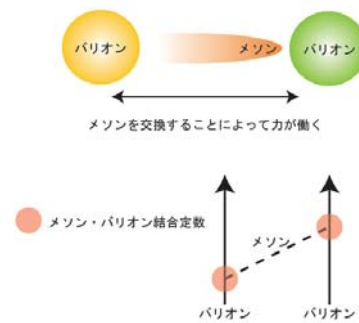 バリオン
メソン
バリオン
メソンを交換することによって力が働く
メソン・バリオン結合定数
メソン
バリオン
バリオン